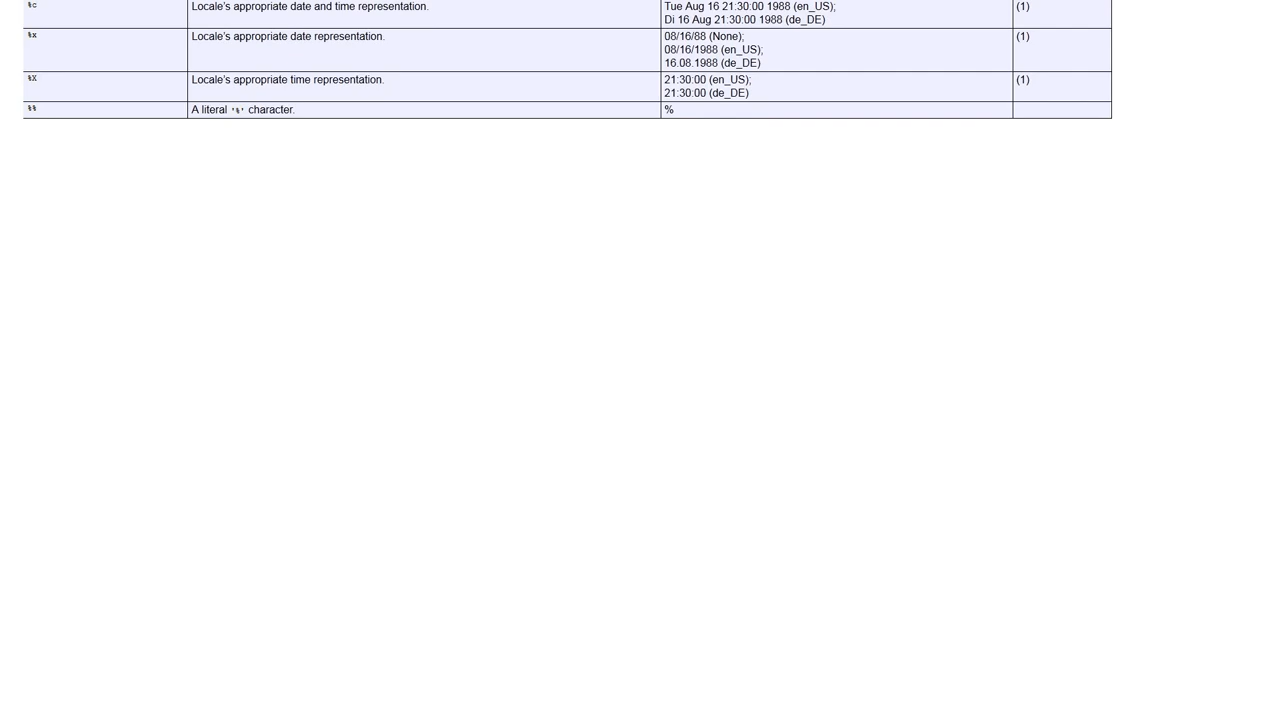 %c Locale’s appropriate date and time representation. Tue Aug 16 21:30:00 1988 (en_US); (1)
Di 16 Aug 21:30:00 1988 (de_DE)
%x Locale’s appropriate date representation. 08/16/88 (None); (1)
08/16/1988 (en_US);
16.08.1988 (de_DE)
%X Locale’s appropriate time representation. 21:30:00 (en_US); (1)
21:30:00 (de_DE)
%% A literal '%' character. %